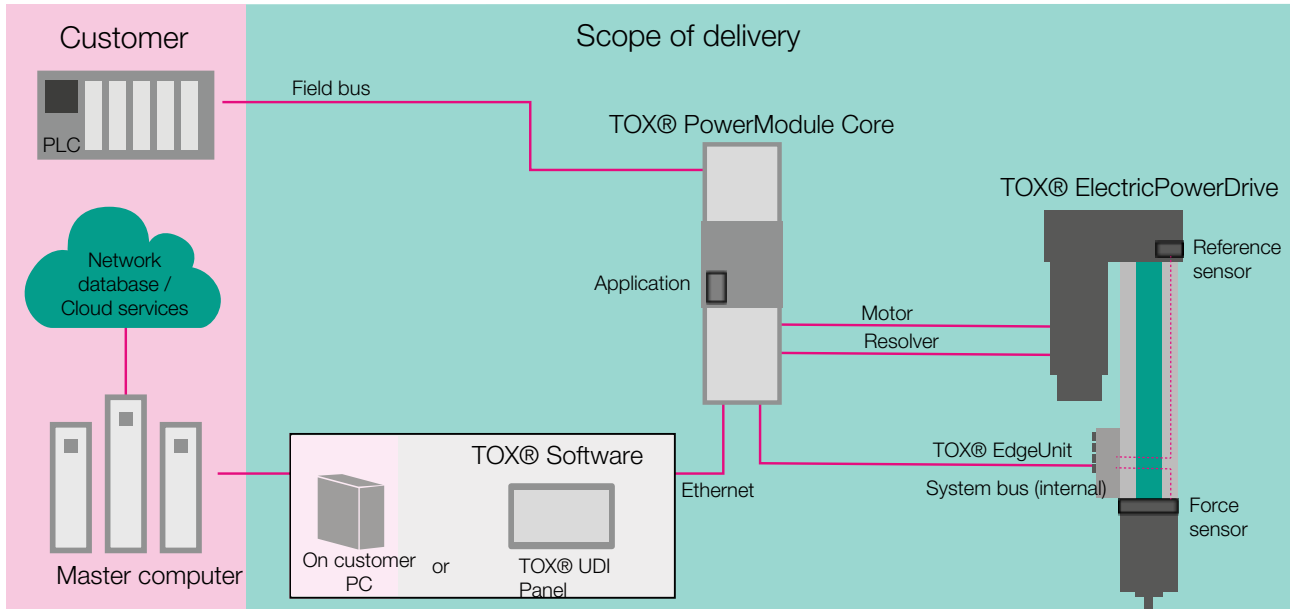 Customer
Scope of delivery
Field bus
PLC
TOX® PowerModule Core
TOX® ElectricPowerDrive
Reference
sensor
Network
database /
Cloud services
Application
Motor
Resolver
TOX® Software
TOX® EdgeUnit
Ethernet
System bus (internal)
Force
sensor
On customer
PC
or
TOX® UDI
Panel
Master computer